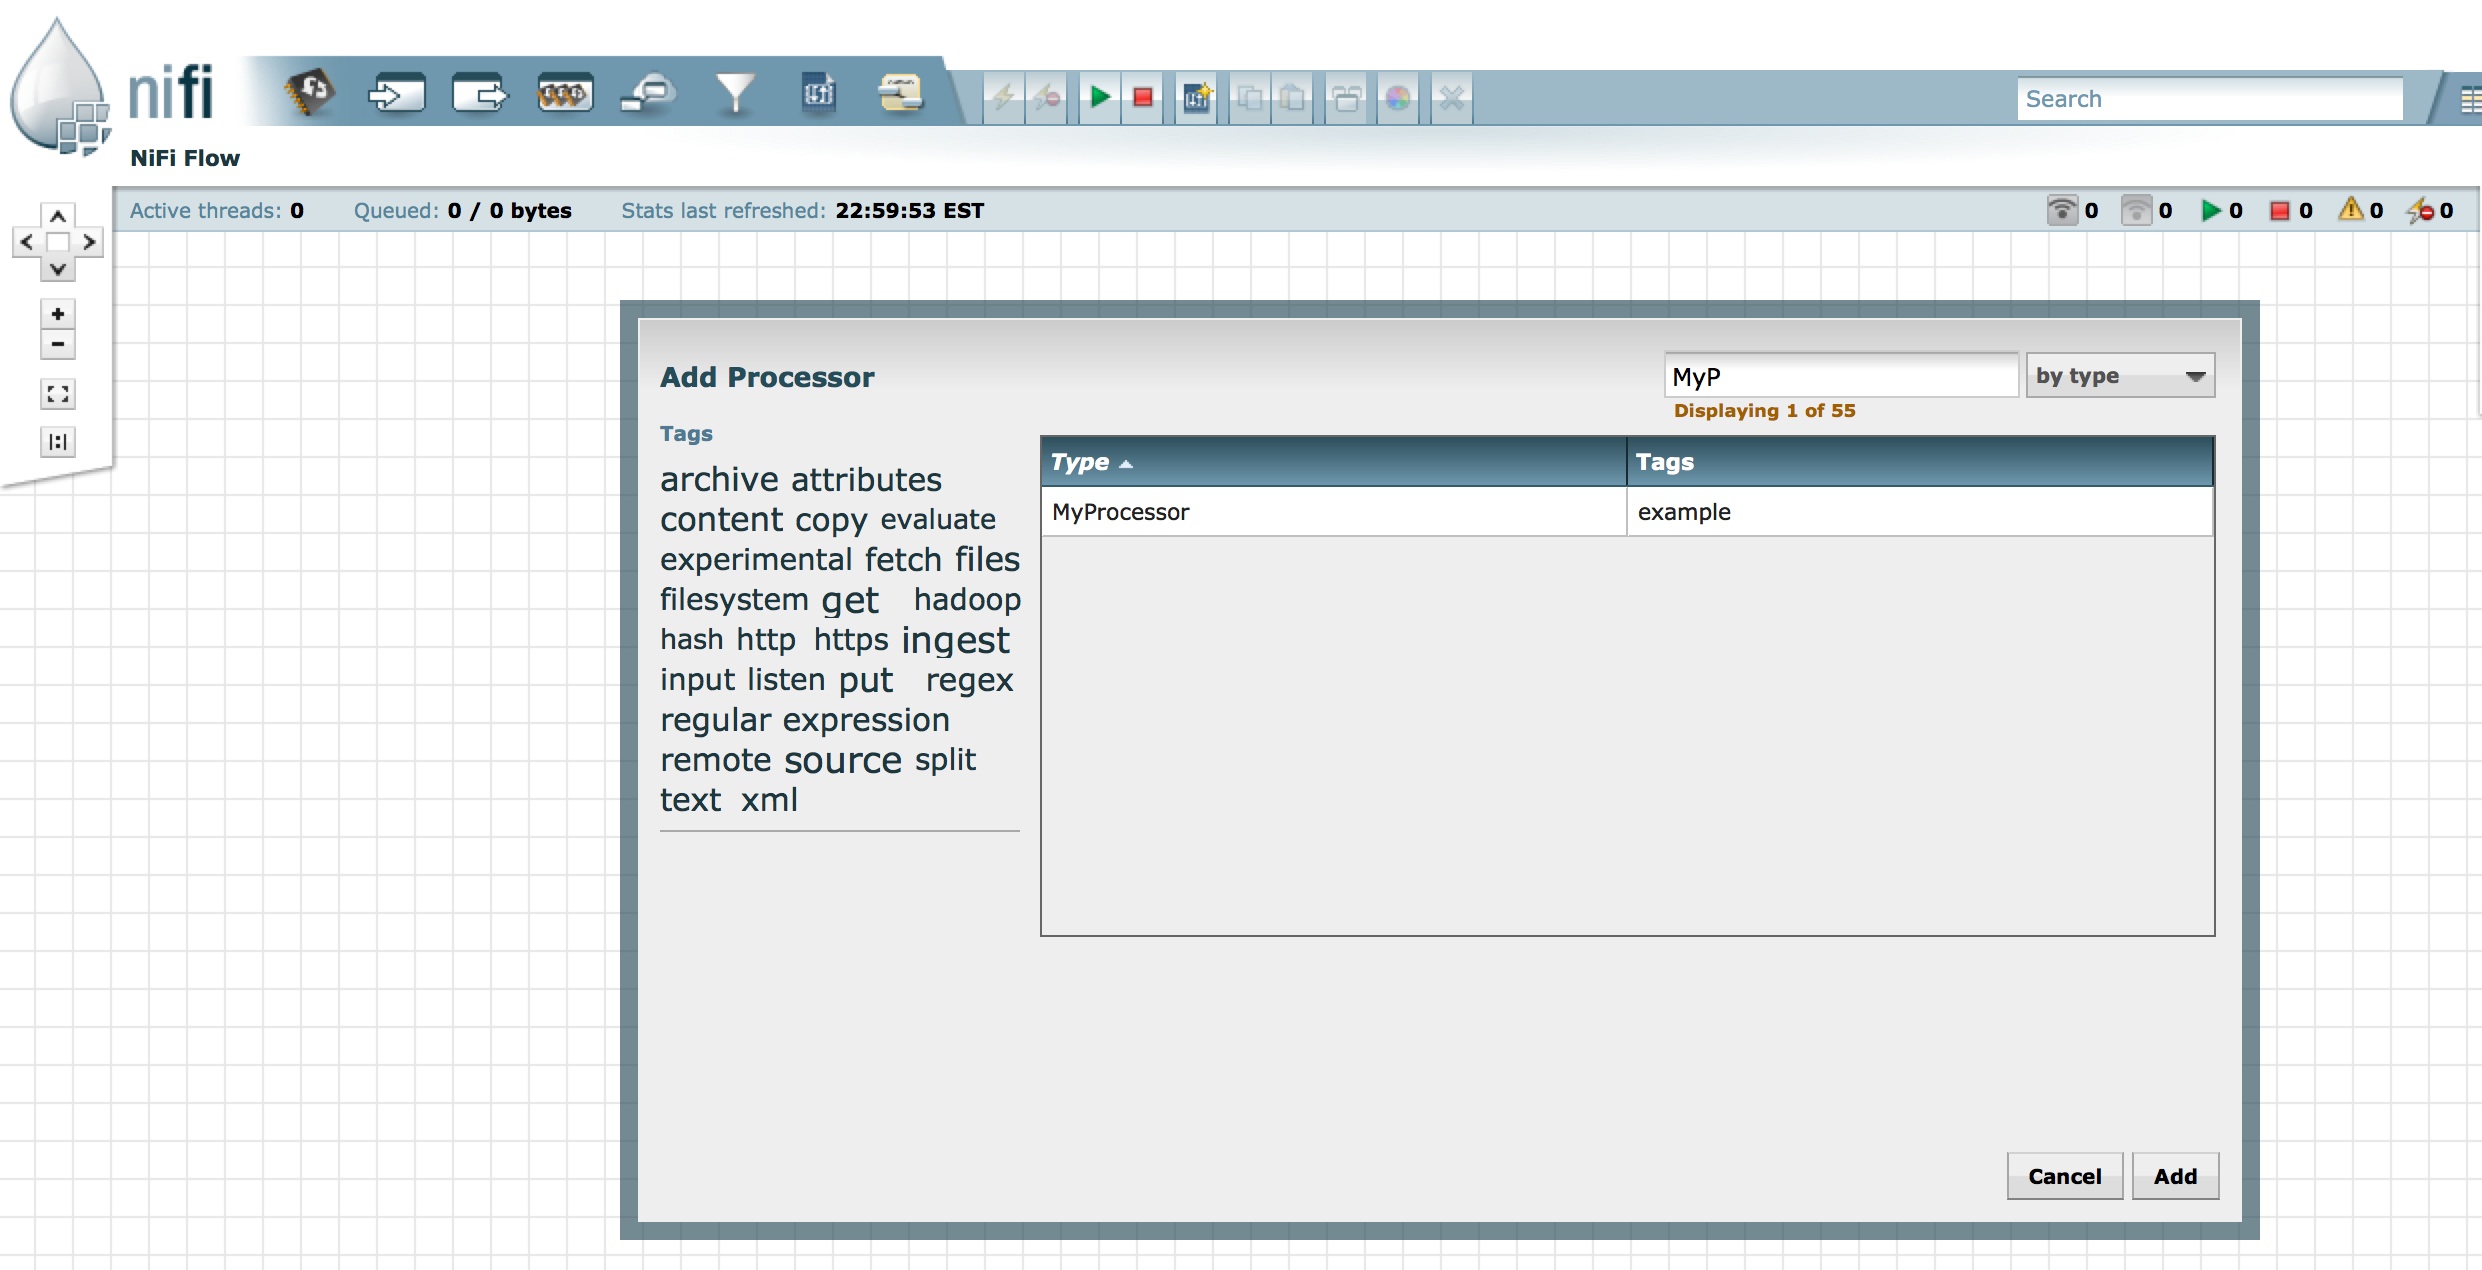 nifi
Search
NiFi Flow
Active threads: 0 Queued: 0 / 0 bytes Stats last refreshed: 22:59:53 EST 0 0 0 0 0 0
Add Processor
MyP by type
Displaying 1 of 55
Tags
Type Tags
MyProcessor example
archive attributes
content copy evaluate
experimental fetch files
filesystem get hadoop
hash http https ingest
input listen put regex
regular expression
remote source split
text xml
Cancel Add